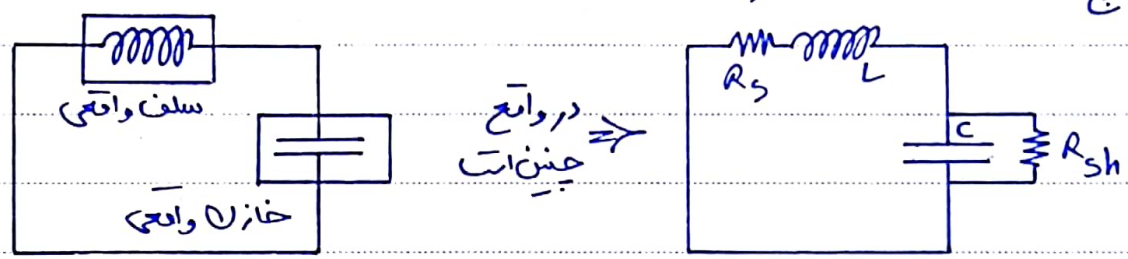 ج
سلف واقعی
خازن واقعی
در واقع
چنین است
Rs
L
C
Rsh